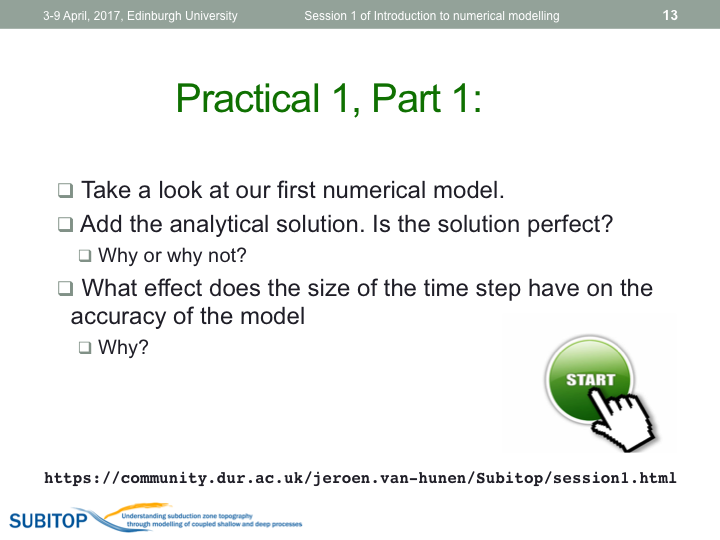 3-9 April, 2017, Edinburgh University
Session 1 of Introduction to numerical modelling
13
Practical 1, Part 1:
Take a look at our first numerical model.
Add the analytical solution. Is the solution perfect?
Why or why not?
What effect does the size of the time step have on the
accuracy of the model
Why?
START
https://community.dur.ac.uk/jeroen.van-hunen/Subitop/session1.html
SUBITOP
Understanding subduction zone topography
through modelling of coupled shallow and deep processes